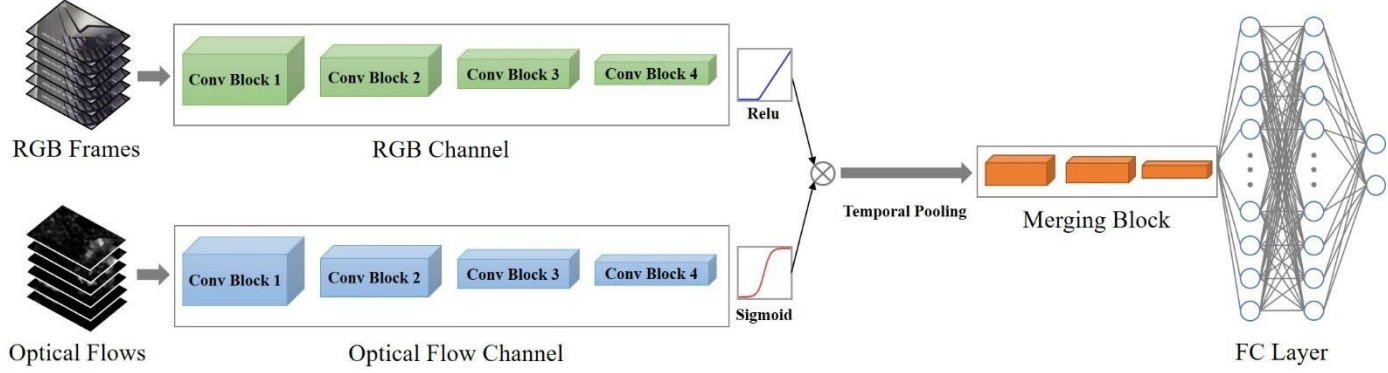 Conv Block 1
Conv Block 2
Conv Block 3
Conv Block 4
Relu
RGB Frames
RGB Channel
Temporal Pooling
Merging Block
Conv Block 1
Conv Block 2
Conv Block 3
Conv Block 4
Sigmoid
Optical Flows
Optical Flow Channel
FC Layer